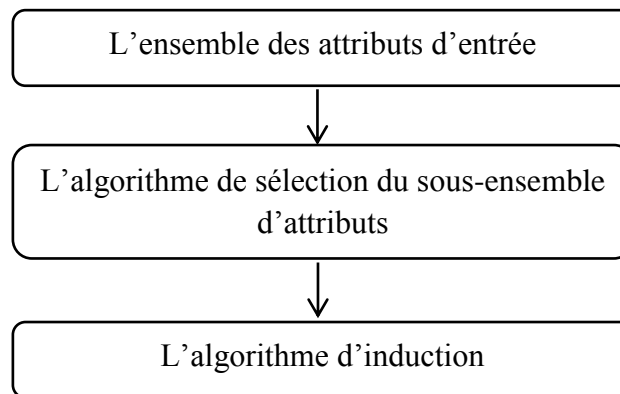 L’ensemble des attributs d’entrée
L’algorithme de sélection du sous-ensemble
d’attributs
L’algorithme d’induction